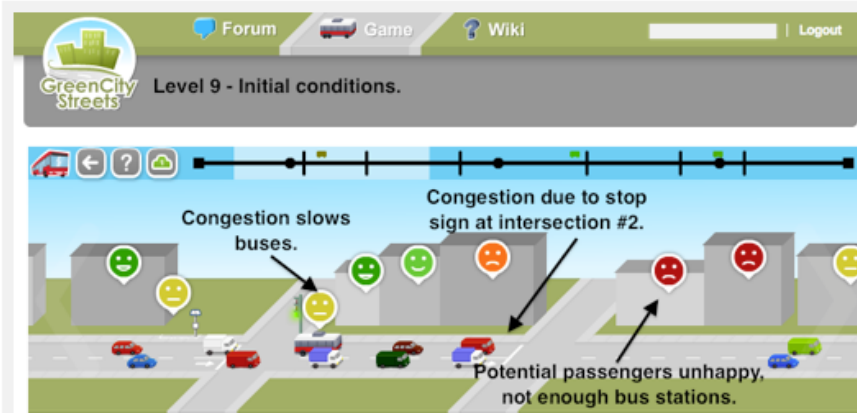 Forum
Game
Wiki
| Logout
GreenCity
Streets
Level 9 - Initial conditions.
?
Congestion due to stop
sign at intersection #2.
Congestion slows
buses.
Potential passengers unhappy,
not enough bus stations.